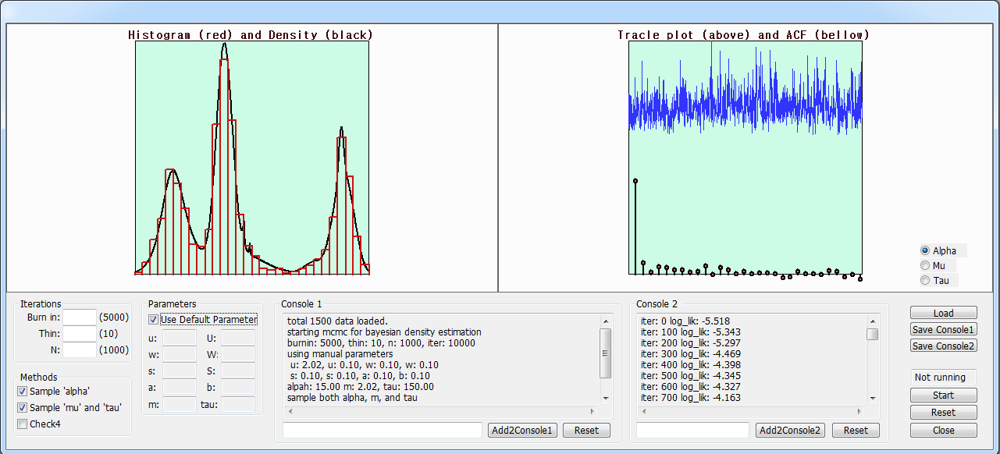 Histogram (red) and Density (black)
Tracle plot (above) and ACF (bellow)
Alpha
Mu
Tau
Iterations
Burn in: (5000)
Thin: (10)
N: (1000)
Methods
Sample 'alpha'
Sample 'mu' and 'tau'
Check4
Parameters
Use Default Parameter
u: U:
w: W:
s: S:
a: b:
m: tau:
Console 1
total 1500 data loaded.
starting mcmc for bayesian density estimation
burnin: 5000, thin: 10, n: 1000, iter: 10000
using manual parameters
u: 2.02, u: 0.10, w: 0.10, w: 0.10
s: 0.10, s: 0.10, a: 0.10, b: 0.10
alpah: 15.00 m: 2.02, tau: 150.00
sample both alpha, m, and tau
Add2Console1 Reset
Console 2
iter: 0 log_lik: -5.518
iter: 100 log_lik: -5.343
iter: 200 log_lik: -5.297
iter: 300 log_lik: -4.469
iter: 400 log_lik: -4.398
iter: 500 log_lik: -4.345
iter: 600 log_lik: -4.327
iter: 700 log_lik: -4.163
Add2Console2 Reset
Load
Save Console1
Save Console2
Not running
Start
Reset
Close